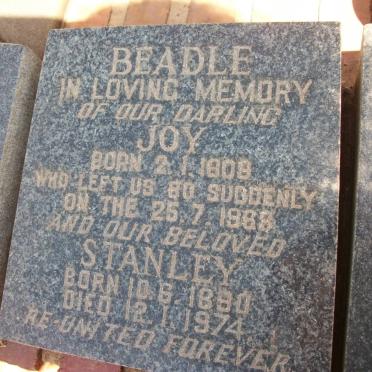 BEADLE
IN LOVING MEMORY
OF OUR DARLING
JOY
BORN 2.1.1909
WHO LEFT US SO SUDDENLY
ON THE 25.7.1968
AND OUR BELOVED
STANLEY
BORN 10.6.1890
DIED 12.1.1974
RE-UNITED FOREVER